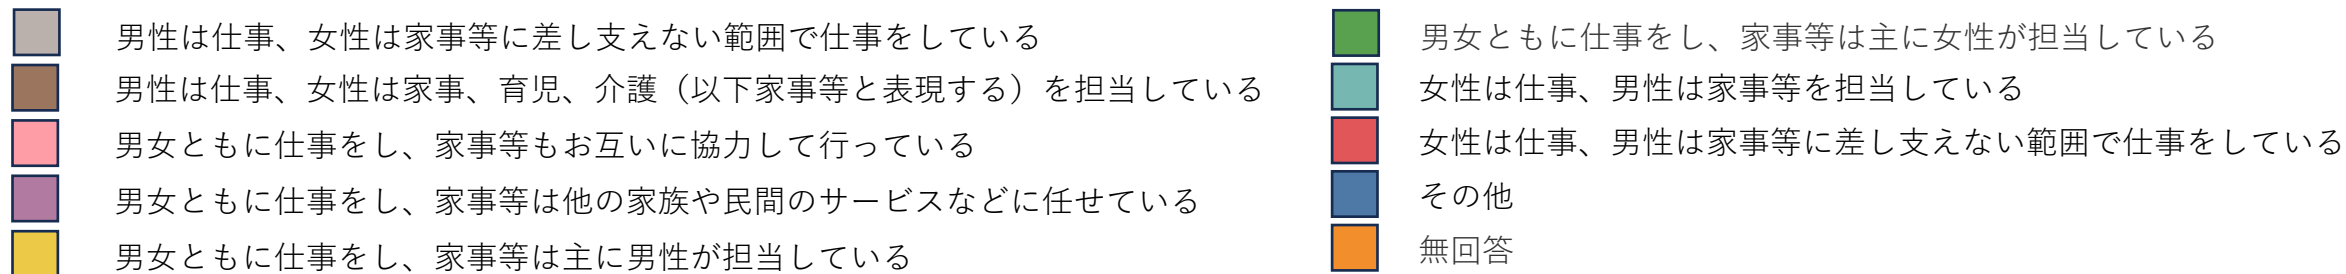 男性は仕事、女性は家事等に差し支えない範囲で仕事をしている
男性は仕事、女性は家事、育児、介護（以下家事等と表現する）を担当している
男女ともに仕事をし、家事等もお互いに協力して行っている
男女ともに仕事をし、家事等は他の家族や民間のサービスなどに任せている
男女ともに仕事をし、家事等は主に男性が担当している
男女ともに仕事をし、家事等は主に女性が担当している
女性は仕事、男性は家事等を担当している
女性は仕事、男性は家事等に差し支えない範囲で仕事をしている
その他
無回答